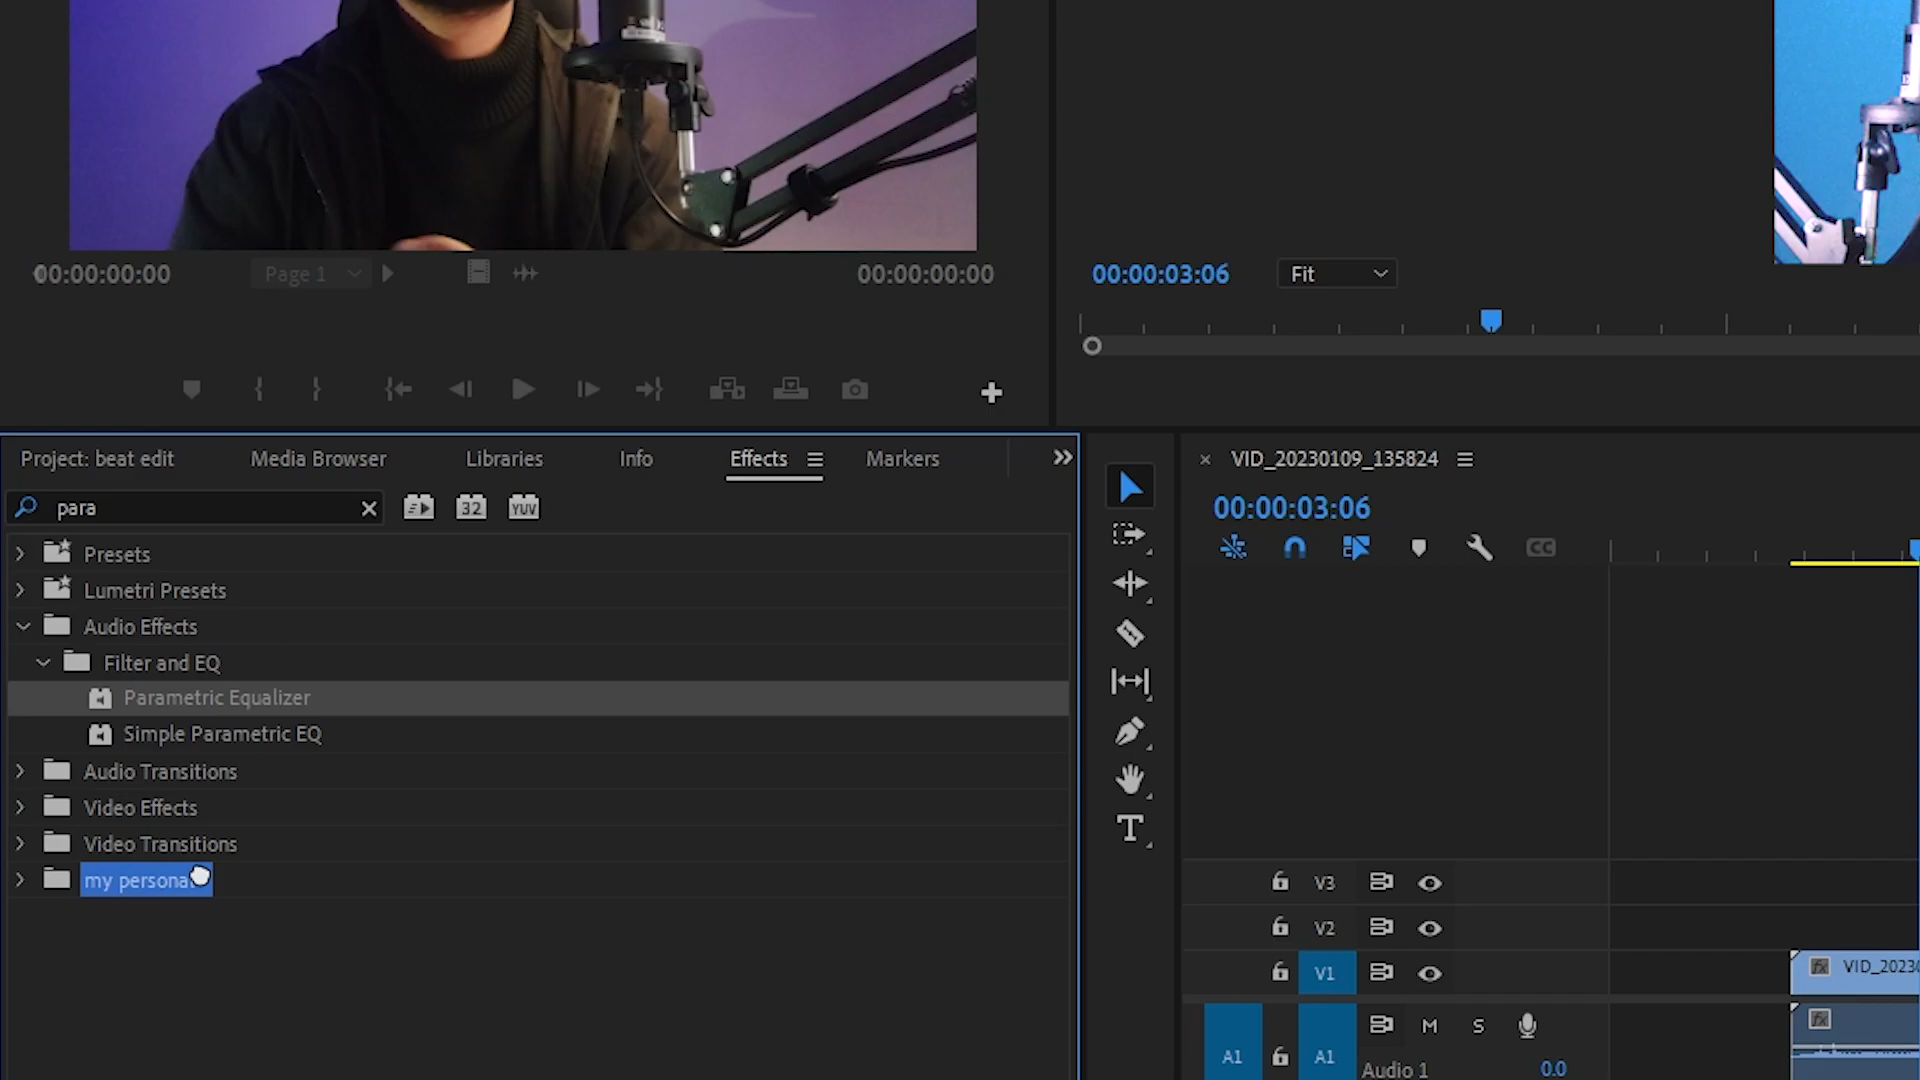 00:00:00:00
Page 1
00:00:00:00
00:00:03:06
Fit
Project: beat edit
Media Browser
Libraries
Info
Effects
Markers
para
32
YUV
Presets
Lumetri Presets
Audio Effects
Filter and EQ
Parametric Equalizer
Simple Parametric EQ
Audio Transitions
Video Effects
Video Transitions
my persona
VID_20230109_135824
00:00:03:06
CC
T
V3
V2
V1
fx VID_2023
fx
A1
A1
M
S
Audio 1
0.0